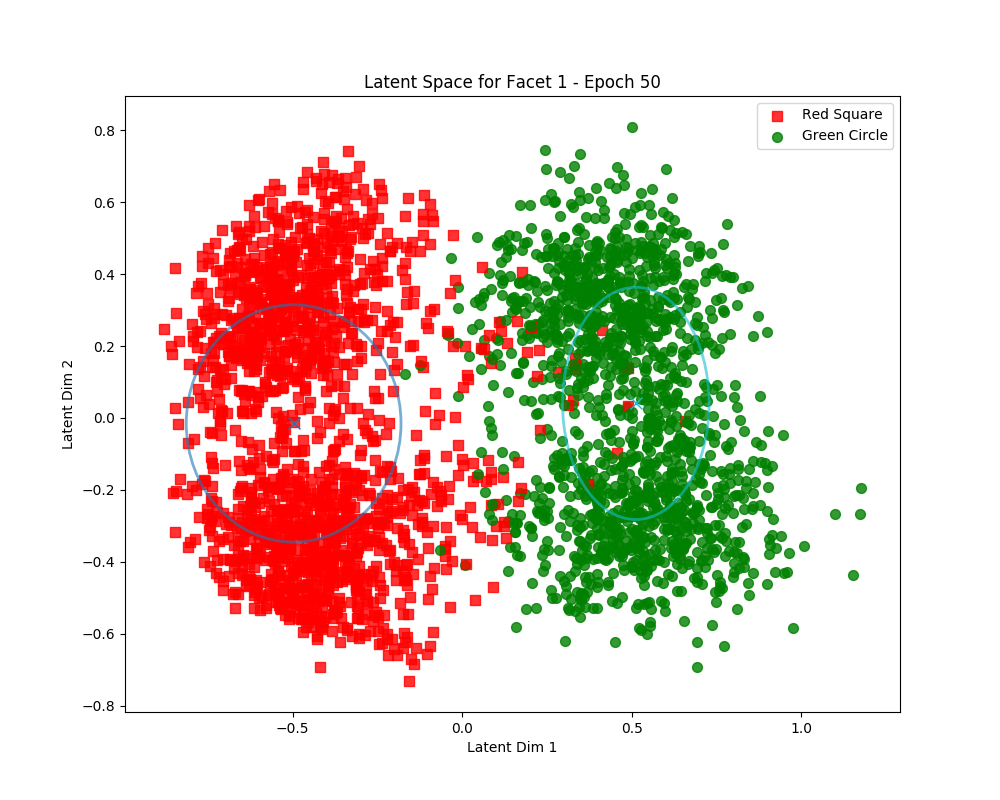 Latent Space for Facet 1 - Epoch 50
Red Square
Green Circle
0.8
0.6
0.4
0.2
0.0
−0.2
−0.4
−0.6
−0.8
Latent Dim 2
−0.5
0.0
0.5
1.0
Latent Dim 1